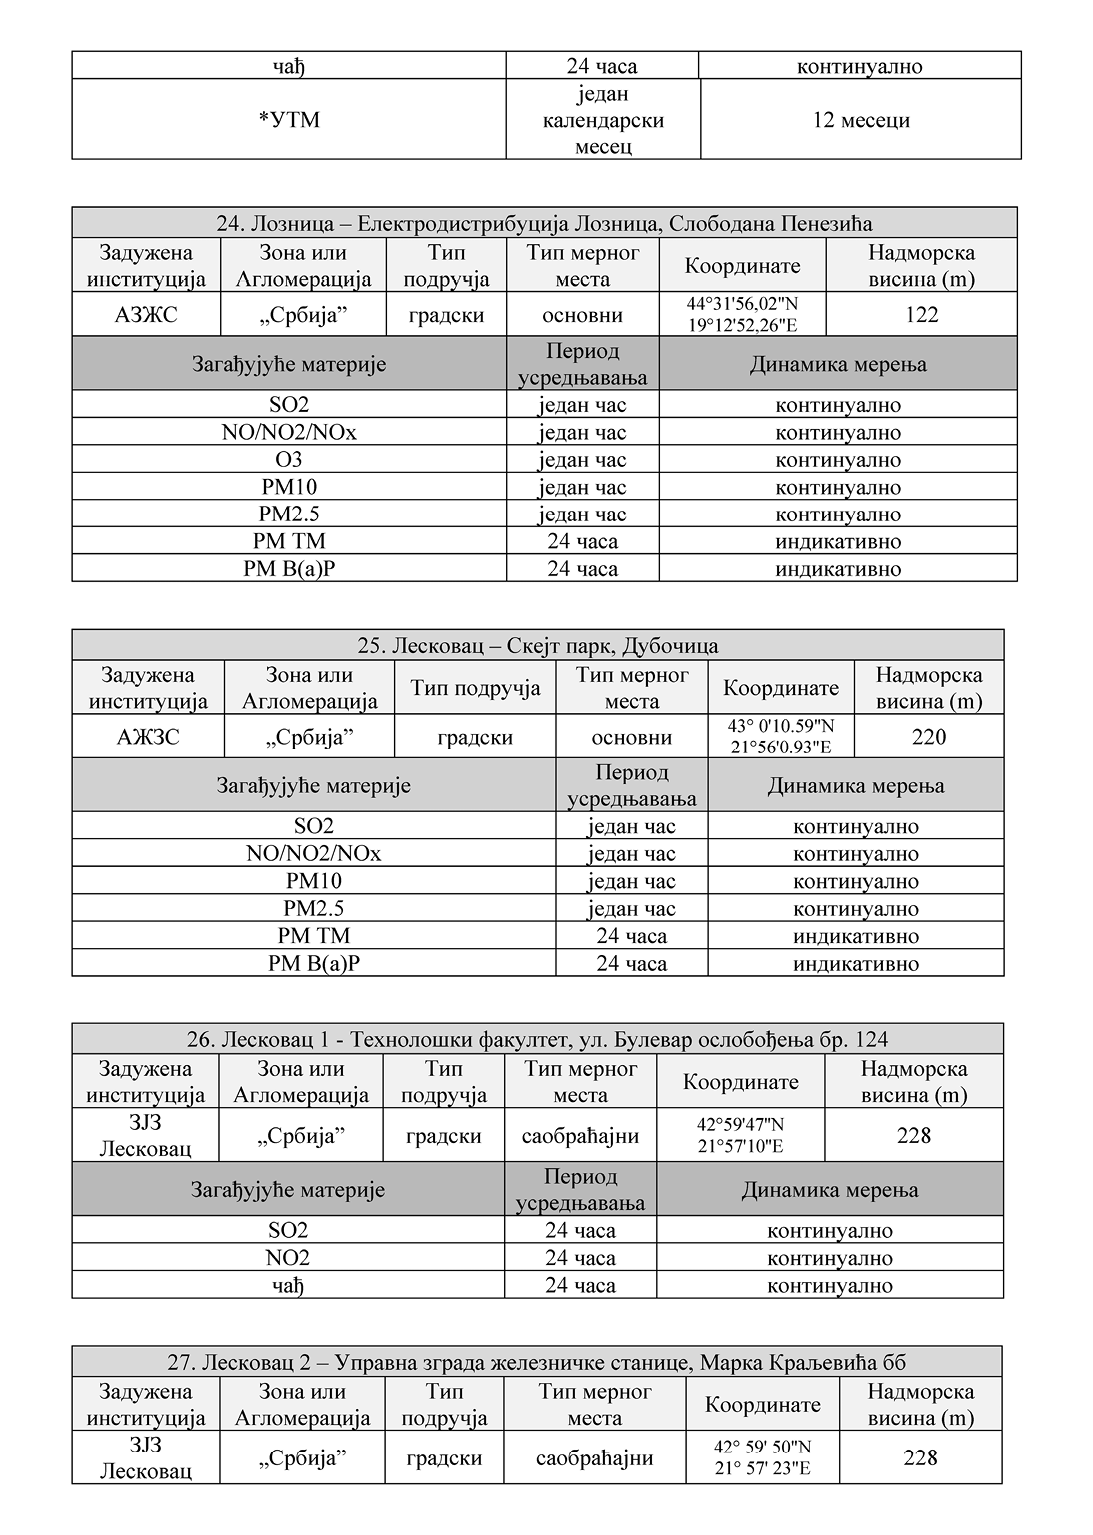 чађ 24 часа континуално
*УТМ један календарски месец 12 месеци
24. Лозница – Електродистрибуција Лозница, Слободана Пенезића
Задужена институција Зона или Агломерација Тип подручја Тип мерног места Координате Надморска висина (m)
АЗЖС „Србија” градски основни 44°31'56,02"N 19°12'52,26"E 122
Загађујуће материје Период усредњавања Динамика мерења
SO2 један час континуално
NO/NO2/NOx један час континуално
O3 један час континуално
PM10 један час континуално
PM2.5 један час континуално
PM TM 24 часа индикативно
PM B(a)P 24 часа индикативно
25. Лесковац – Скејт парк, Дубочица
Задужена институција Зона или Агломерација Тип подручја Тип мерног места Координате Надморска висина (m)
АЖЗС „Србија” градски основни 43° 0'10.59"N 21°56'0.93"E 220
Загађујуће материје Период усредњавања Динамика мерења
SO2 један час континуално
NO/NO2/NOx један час континуално
PM10 један час континуално
PM2.5 један час континуално
PM TM 24 часа индикативно
PM B(a)P 24 часа индикативно
26. Лесковац 1 - Технолошки факултет, ул. Булевар ослобођења бр. 124
Задужена институција Зона или Агломерација Тип подручја Тип мерног места Координате Надморска висина (m)
ЗЈЗ Лесковац „Србија” градски саобраћајни 42°59'47"N 21°57'10"E 228
Загађујуће материје Период усредњавања Динамика мерења
SO2 24 часа континуално
NO2 24 часа континуално
чађ 24 часа континуално
27. Лесковац 2 – Управна зграда железничке станице, Марка Краљевића бб
Задужена институција Зона или Агломерација Тип подручја Тип мерног места Координате Надморска висина (m)
ЗЈЗ Лесковац „Србија” градски саобраћајни 42° 59' 50"N 21° 57' 23"E 228